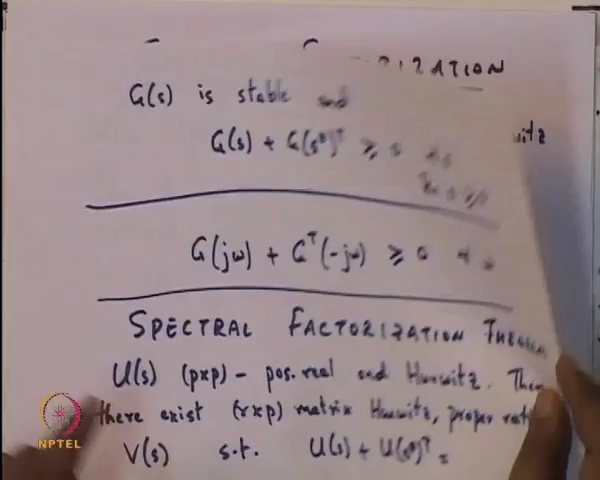 G(s) is stable and
G(s) + G(s*)ᵀ ≥ 0
G(jω) + Gᵀ(-jω) ≥ 0
SPECTRAL FACTORIZATION
U(s) (p×p) - pos. real and Hurwitz. Then
there exist (r×p) matrix Hurwitz, proper
V(s) s.t. U(s) + U(s*)ᵀ =
NPTEL